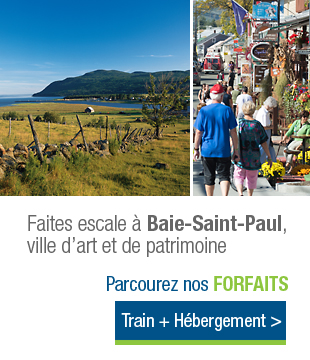 Faites escale à Baie-Saint-Paul,
ville d'art et de patrimoine
Parcourez nos FORFAITS
Train + Hébergement >